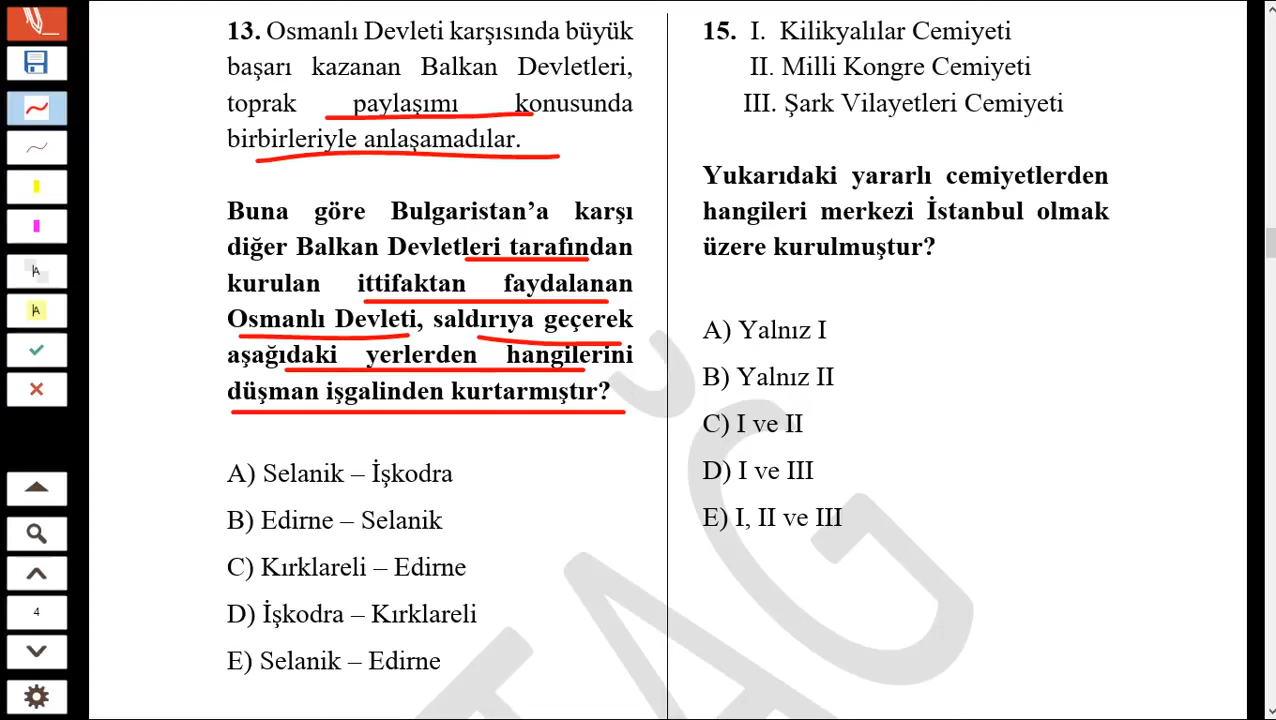 13. Osmanlı Devleti karşısında büyük
başarı kazanan Balkan Devletleri,
toprak paylaşımı konusunda
birbirleriyle anlaşamadılar.
Buna göre Bulgaristan’a karşı
diğer Balkan Devletleri tarafından
kurulan ittifaktan faydalanan
Osmanlı Devleti, saldırıya geçerek
aşağıdaki yerlerden hangilerini
düşman işgalinden kurtarmıştır?
A) Selanik – İşkodra
B) Edirne – Selanik
C) Kırklareli – Edirne
D) İşkodra – Kırklareli
E) Selanik – Edirne
15. I. Kilikyalılar Cemiyeti
II. Milli Kongre Cemiyeti
III. Şark Vilayetleri Cemiyeti
Yukarıdaki yararlı cemiyetlerden
hangileri merkezi İstanbul olmak
üzere kurulmuştur?
A) Yalnız I
B) Yalnız II
C) I ve II
D) I ve III
E) I, II ve III
A
A
4